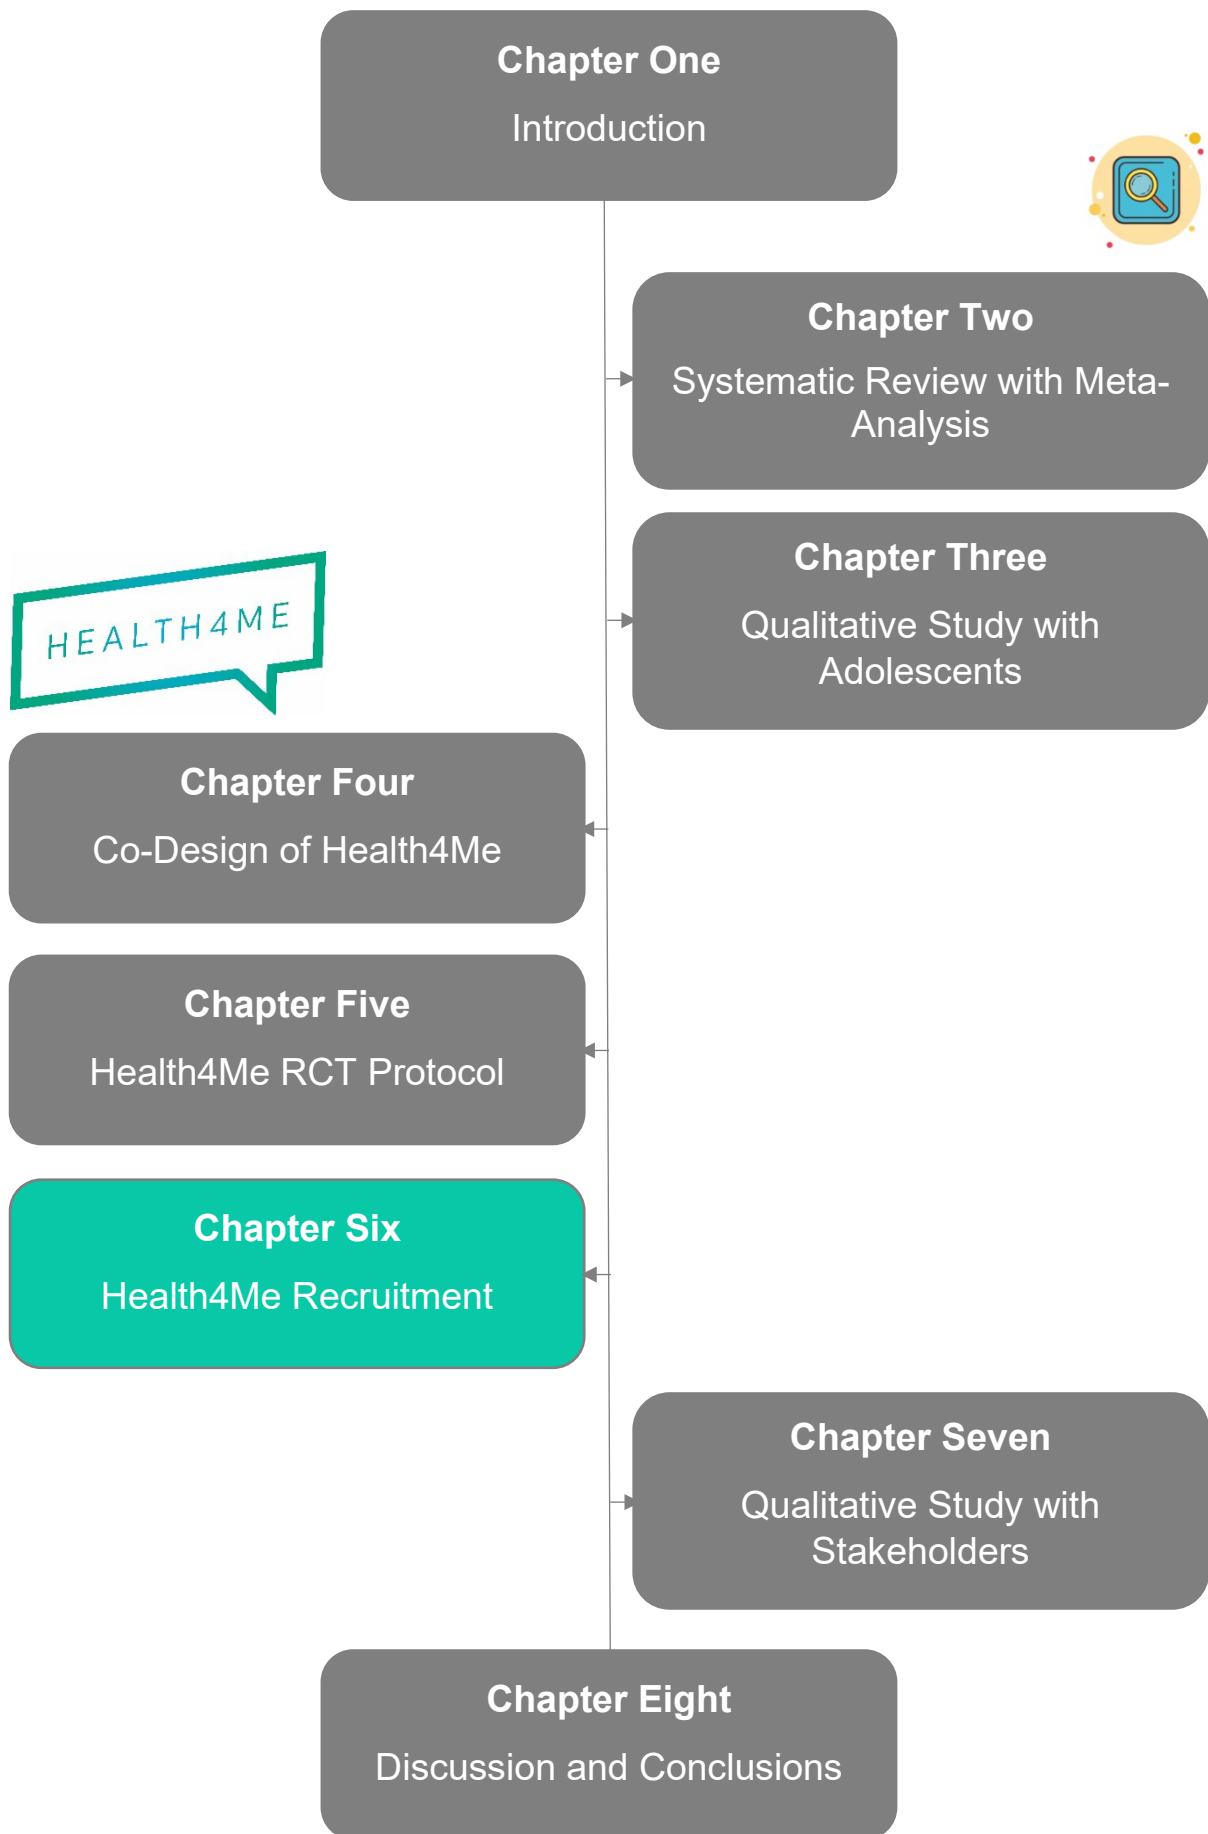 Chapter One
Introduction
Chapter Two
Systematic Review with Meta-
Analysis
Chapter Three
Qualitative Study with
Adolescents
HEALTH4ME
Chapter Four
Co-Design of Health4Me
Chapter Five
Health4Me RCT Protocol
Chapter Six
Health4Me Recruitment
Chapter Seven
Qualitative Study with
Stakeholders
Chapter Eight
Discussion and Conclusions